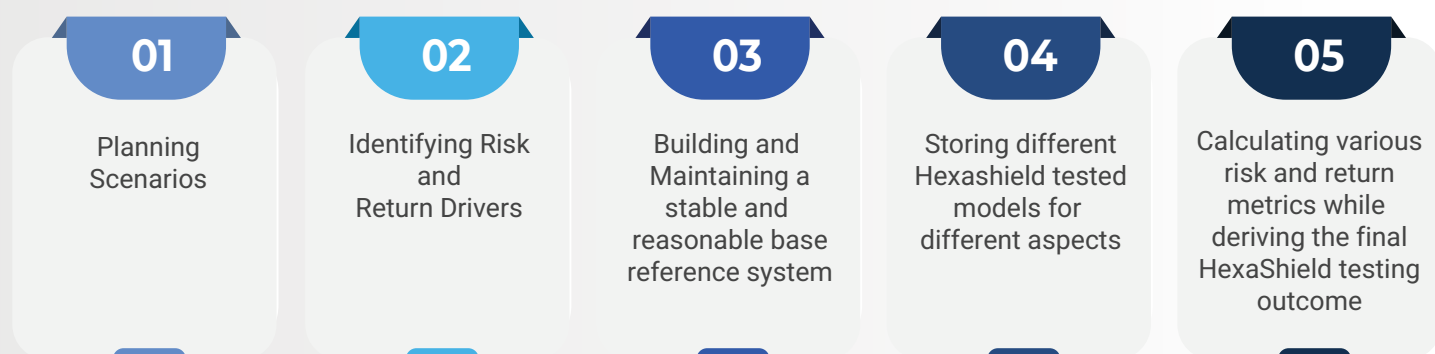 01
Planning
Scenarios
02
Identifying Risk
and
Return Drivers
03
Building and
Maintaining a
stable and
reasonable base
reference system
04
Storing different
Hexashield tested
models for
different aspects
05
Calculating various
risk and return
metrics while
deriving the final
HexaShield testing
outcome